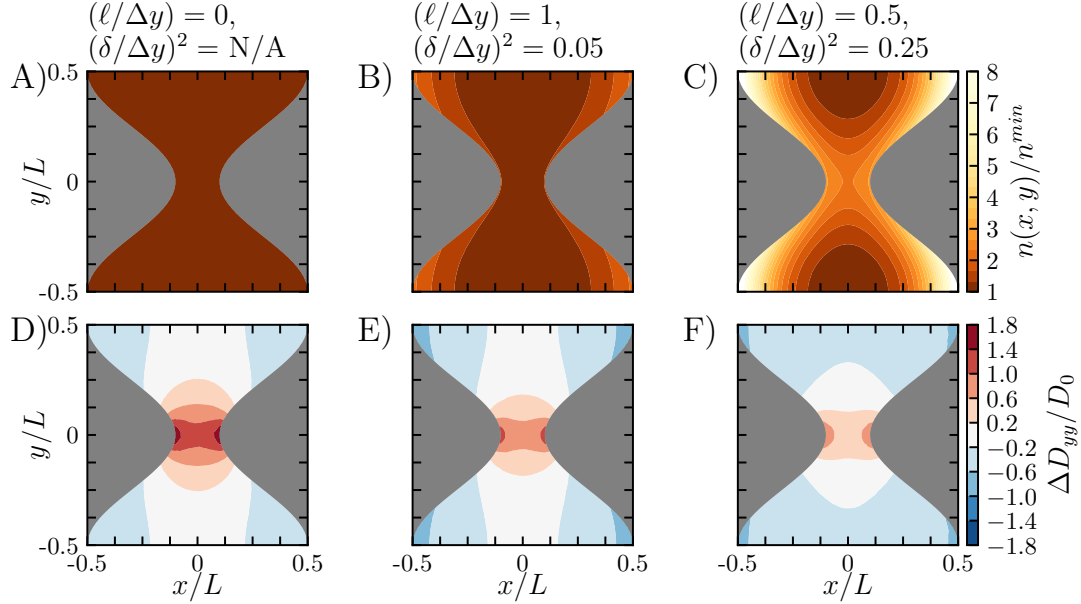 (ℓ/Δy) = 0, (ℓ/Δy) = 1, (ℓ/Δy) = 0.5,
(δ/Δy)² = N/A (δ/Δy)² = 0.05 (δ/Δy)² = 0.25
A) B) C)
0.5
0
-0.5
y/L
8
7
6
5
4
3
2
1
n(x, y)/n^{min}
D) E) F)
0.5
0
-0.5
y/L
1.8
1.4
1.0
0.6
0.2
−0.2
−0.6
−1.0
−1.4
−1.8
ΔD_{yy}/D_0
-0.5 0 0.5 -0.5 0 0.5 -0.5 0 0.5
x/L x/L x/L